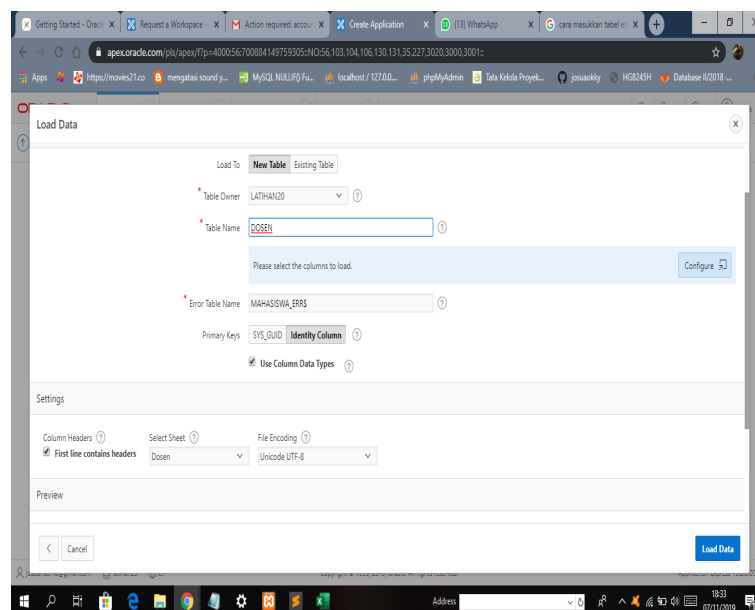 Getting Started - Oracle
Request a Workspace -
Action required: accoun
Create Application
(13) WhatsApp
cara masukkan tabel ex
apex.oracle.com/pls/apex/f?p=4000:56:700884149759305::NO:56,103,104,106,130,131,35,227,3020,3000,3001::
Apps
https://movies21.co
mengatasi sound y...
MySQL NULLIF() Fu...
localhost / 127.0.0...
phpMyAdmin
Tata Kelola Proyek...
josuaokky
HG8245H
Database II/2018 -...
Load Data
Load To New Table Existing Table
* Table Owner LATIHAN20
* Table Name DOSEN
Please select the columns to load.
Configure
* Error Table Name MAHASISWA_ERR$
Primary Keys SYS_GUID Identity Column
Use Column Data Types
Settings
Column Headers
Select Sheet
File Encoding
First line contains headers
Dosen
Unicode UTF-8
Preview
Cancel
Load Data
Address
18:33
07/11/2019